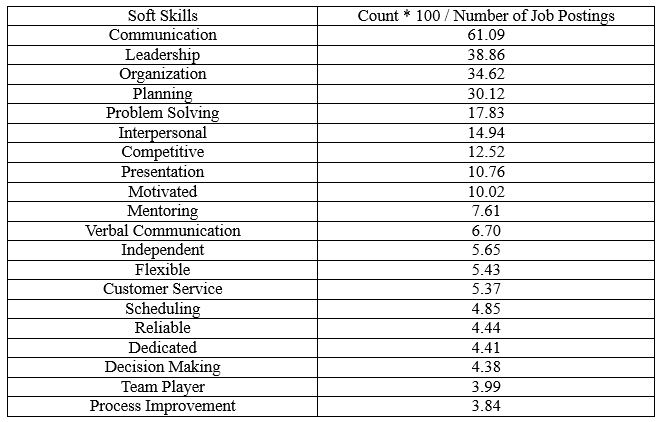 Soft Skills Count * 100 / Number of Job Postings
Communication 61.09
Leadership 38.86
Organization 34.62
Planning 30.12
Problem Solving 17.83
Interpersonal 14.94
Competitive 12.52
Presentation 10.76
Motivated 10.02
Mentoring 7.61
Verbal Communication 6.70
Independent 5.65
Flexible 5.43
Customer Service 5.37
Scheduling 4.85
Reliable 4.44
Dedicated 4.41
Decision Making 4.38
Team Player 3.99
Process Improvement 3.84